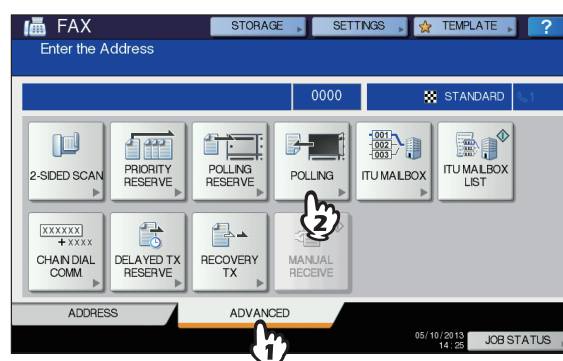 FAX
STORAGE
SETTINGS
TEMPLATE
?
Enter the Address
0000
STANDARD
1
001
002
003
2-SIDED SCAN
PRIORITY
RESERVE
POLLING
RESERVE
POLLING
ITU MAILBOX
ITU MAILBOX
LIST
2
XXXXXX
+XXXX
CHAIN DIAL
COMM.
DELAYED TX
RESERVE
RECOVERY
TX
MANUAL
RECEIVE
ADDRESS
ADVANCED
1
05/10/2013
14:25
JOB STATUS